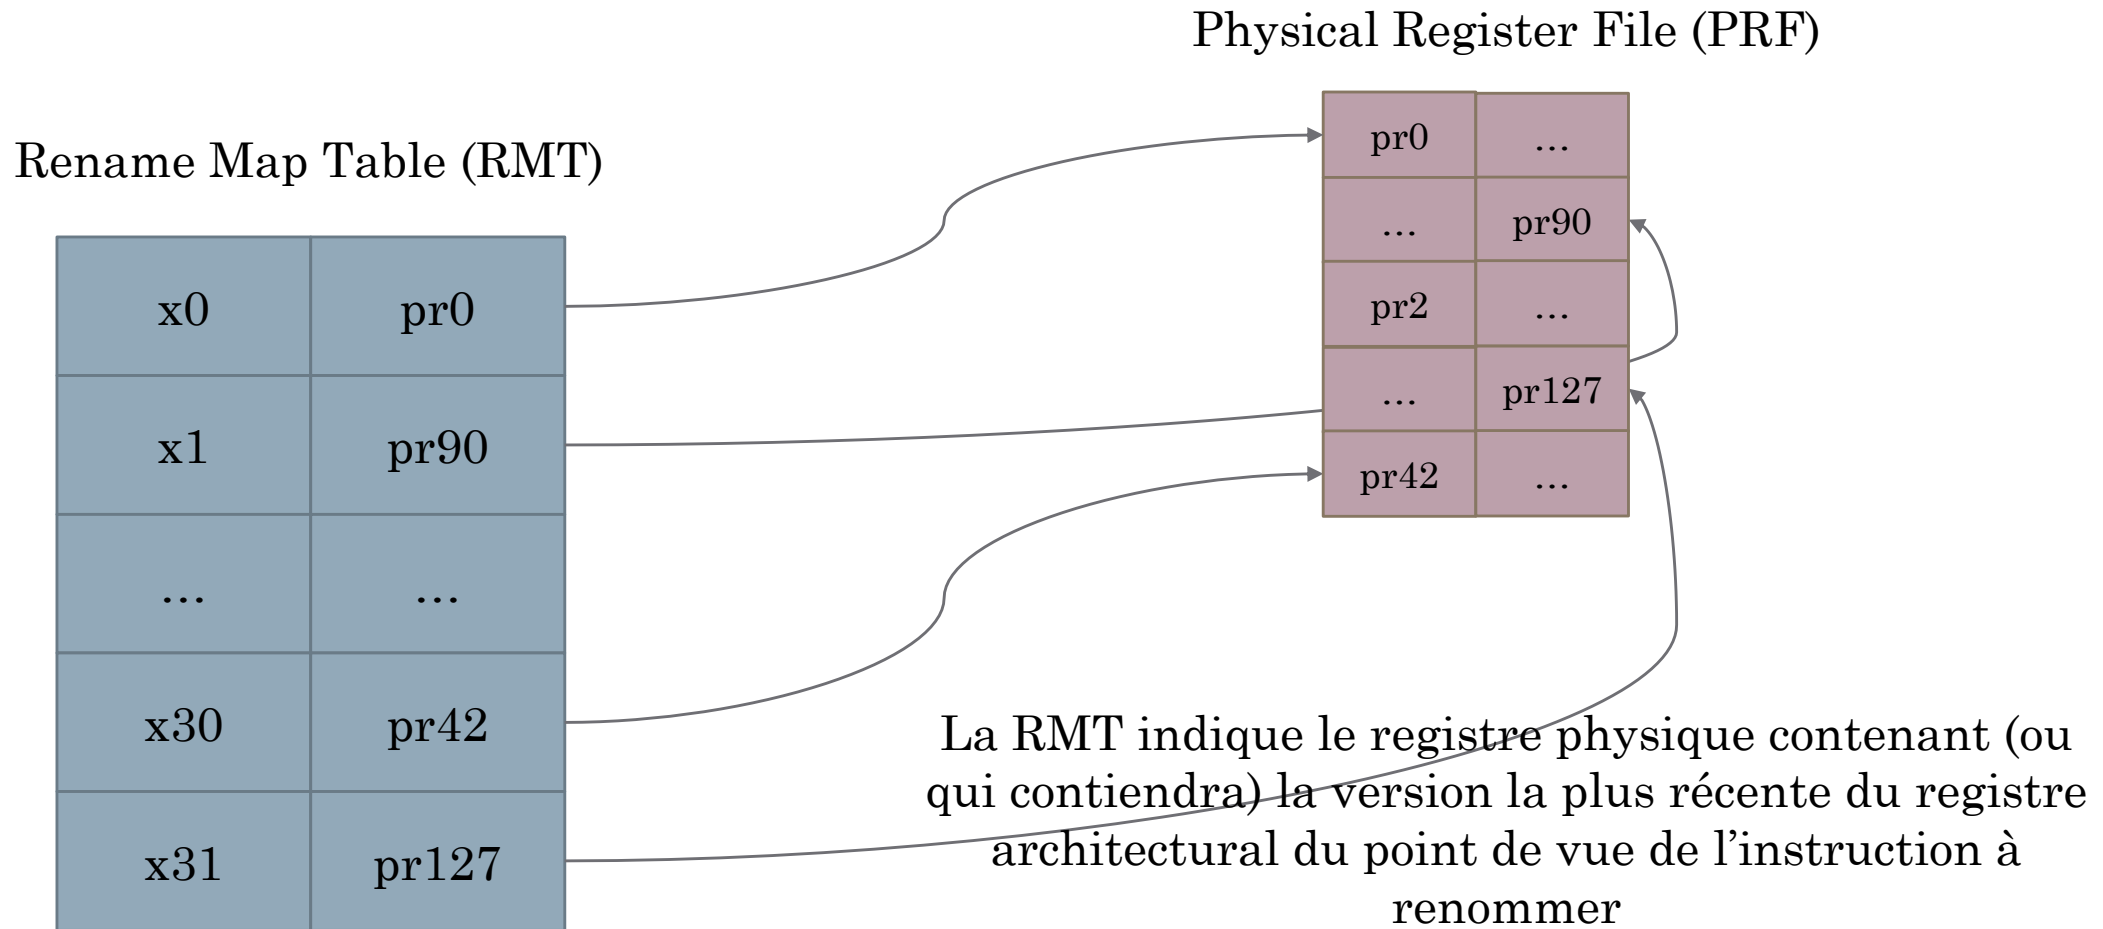 Physical Register File (PRF)
Rename Map Table (RMT)
pr0 ...
... pr90
pr2 ...
... pr127
pr42 ...
x0 pr0
x1 pr90
... ...
x30 pr42
x31 pr127
La RMT indique le registre physique contenant (ou
qui contiendra) la version la plus récente du registre
architectural du point de vue de l'instruction à
renommer